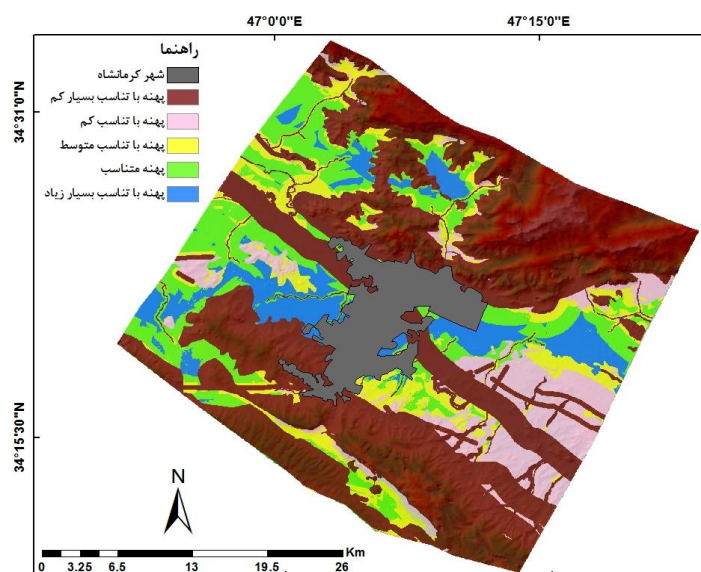 47°0'0"E 47°15'0"E
34°31'0"N
34°15'30"N
راهنما
شهر کرمانشاه
پهنه با تناسب بسیار کم
پهنه با تناسب کم
پهنه با تناسب متوسط
پهنه متناسب
پهنه با تناسب بسیار زیاد
N
Km
0 3.25 6.5 13 19.5 26